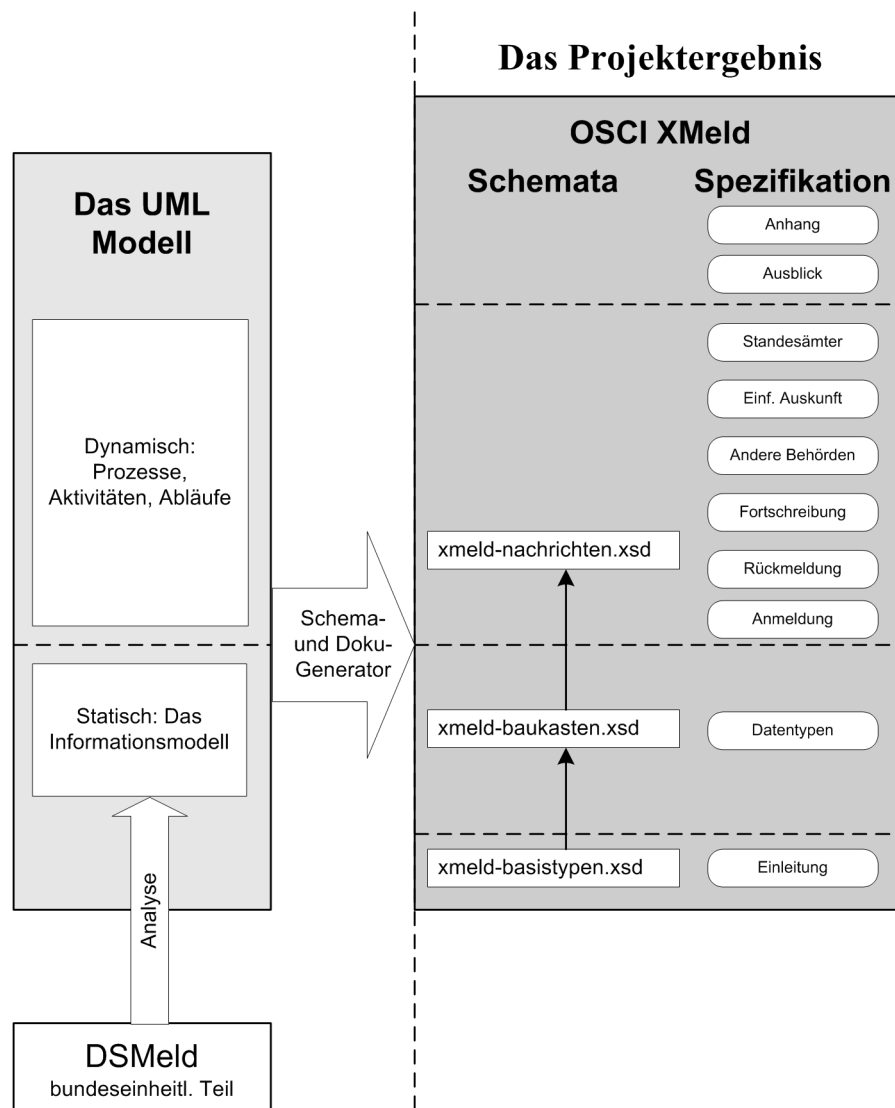 Das Projektergebnis
OSCI XMeld
Schemata
Spezifikation
Anhang
Ausblick
Standesämter
Einf. Auskunft
Andere Behörden
Fortschreibung
Rückmeldung
Anmeldung
Datentypen
Einleitung
xmeld-nachrichten.xsd
xmeld-baukasten.xsd
xmeld-basistypen.xsd
Das UML
Modell
Dynamisch:
Prozesse,
Aktivitäten, Abläufe
Statisch: Das
Informationsmodell
Schema-
und Doku-
Generator
Analyse
DSMeld
bundeseinheitl. Teil